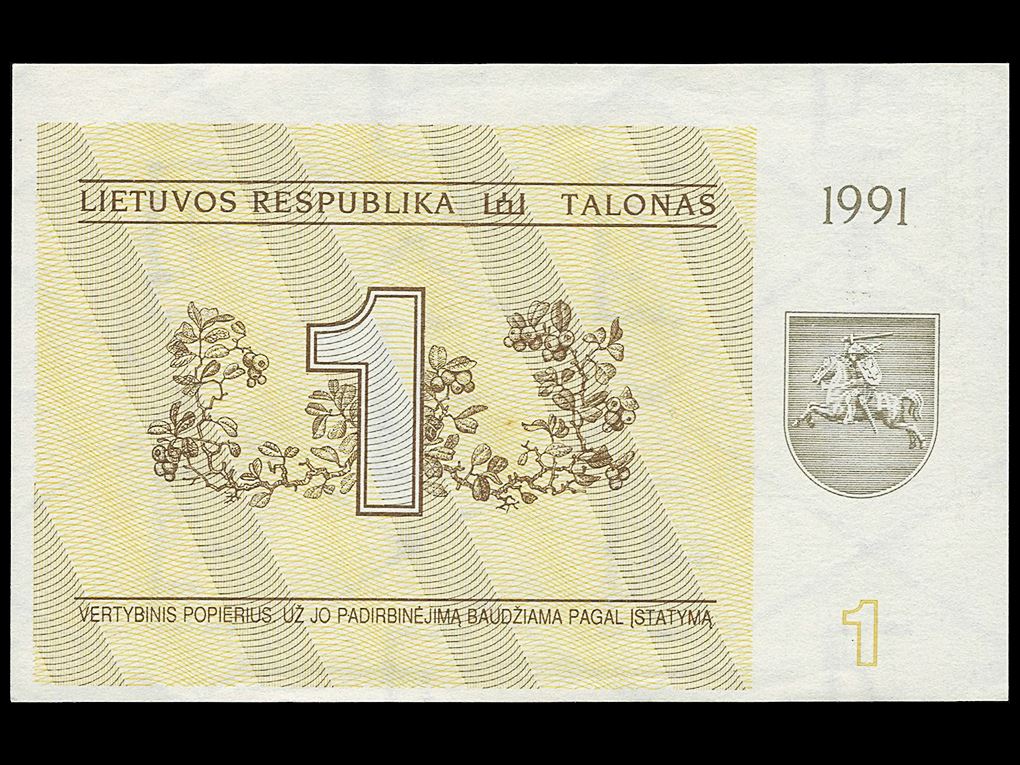 LIETUVOS RESPUBLIKA TALONAS
1991
1
VERTYBINIS POPIERIUS. UŽ JO PADIRBINĖJIMĄ BAUDŽIAMA PAGAL ĮSTATYMĄ.
1